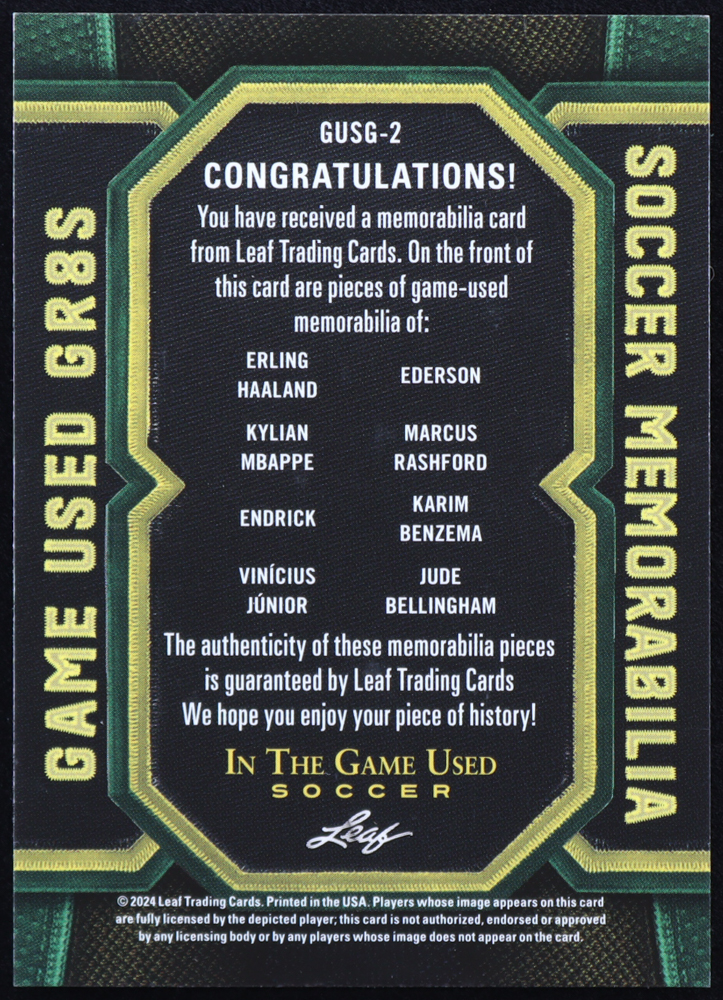 GUSG-2
CONGRATULATIONS!
You have received a memorabilia card
from Leaf Trading Cards. On the front of
this card are pieces of game-used
memorabilia of:
ERLING
HAALAND
EDERSON
KYLIAN
MBAPPE
MARCUS
RASHFORD
ENDRICK
KARIM
BENZEMA
VINÍCIUS
JÚNIOR
JUDE
BELLINGHAM
The authenticity of these memorabilia pieces
is guaranteed by Leaf Trading Cards
We hope you enjoy your piece of history!
IN THE GAME USED
SOCCER
Leaf
GAME USED GR8S
SOCCER MEMORABILIA
© 2024 Leaf Trading Cards. Printed in the USA. Players whose image appears on this card
are fully licensed by the depicted player; this card is not authorized, endorsed or approved
by any licensing body or by any players whose image does not appear on the card.